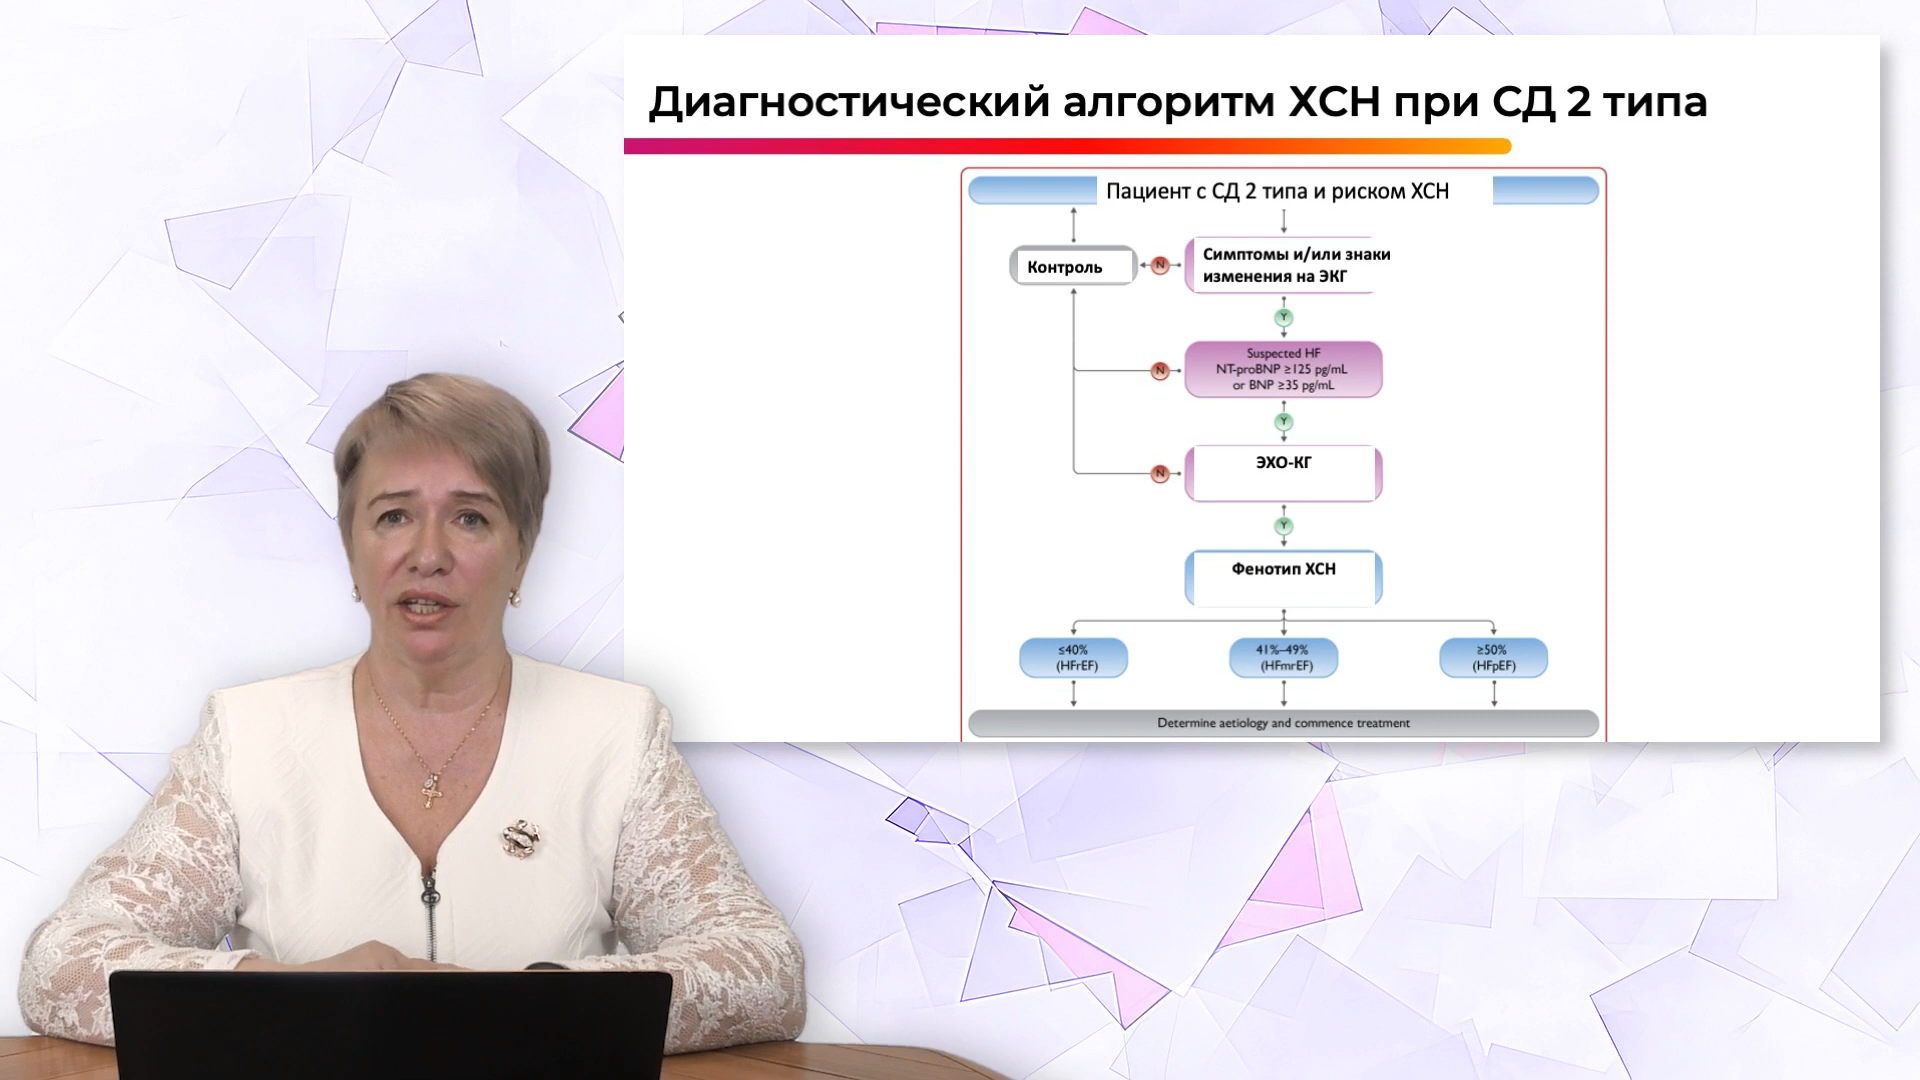 Диагностический алгоритм ХСН при СД 2 типа
Пациент с СД 2 типа и риском ХСН
Контроль
N
Симптомы и/или знаки
изменения на ЭКГ
Y
N
Suspected HF
NT-proBNP ≥125 pg/mL
or BNP ≥35 pg/mL
Y
N
ЭХО-КГ
Y
Фенотип ХСН
≤40%
(HFrEF)
41%–49%
(HFmrEF)
≥50%
(HFpEF)
Determine aetiology and commence treatment